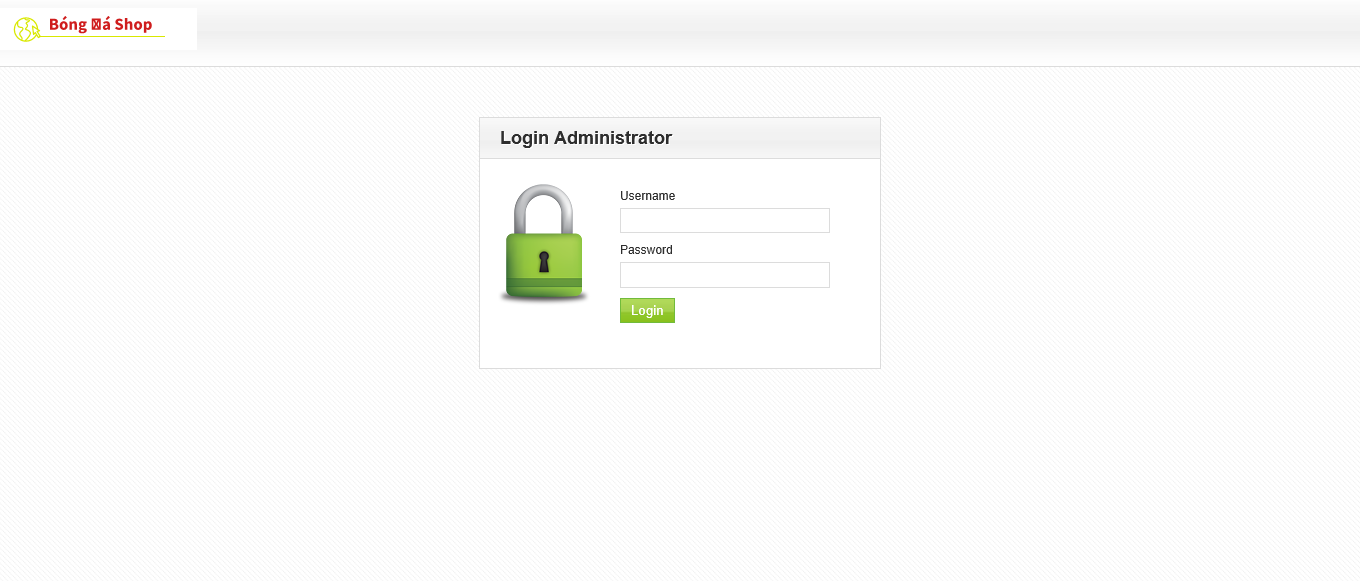 Bóng á Shop
Login Administrator
Username
Password
Login